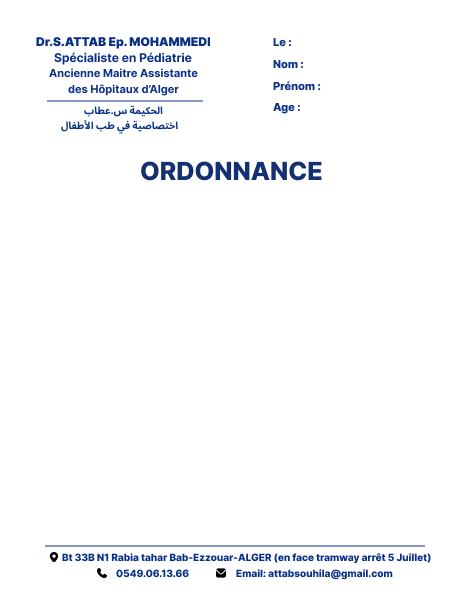 Dr.S.ATTAB Ep. MOHAMMEDI
Spécialiste en Pédiatrie
Ancienne Maitre Assistante
des Hôpitaux d'Alger
الحكيمة س.عطاب
اختصاصية في طب الأطفال
Le :
Nom :
Prénom :
Age :
ORDONNANCE
Bt 33B N1 Rabia tahar Bab-Ezzouar-ALGER (en face tramway arrêt 5 Juillet)
0549.06.13.66 Email: attabsouhila@gmail.com